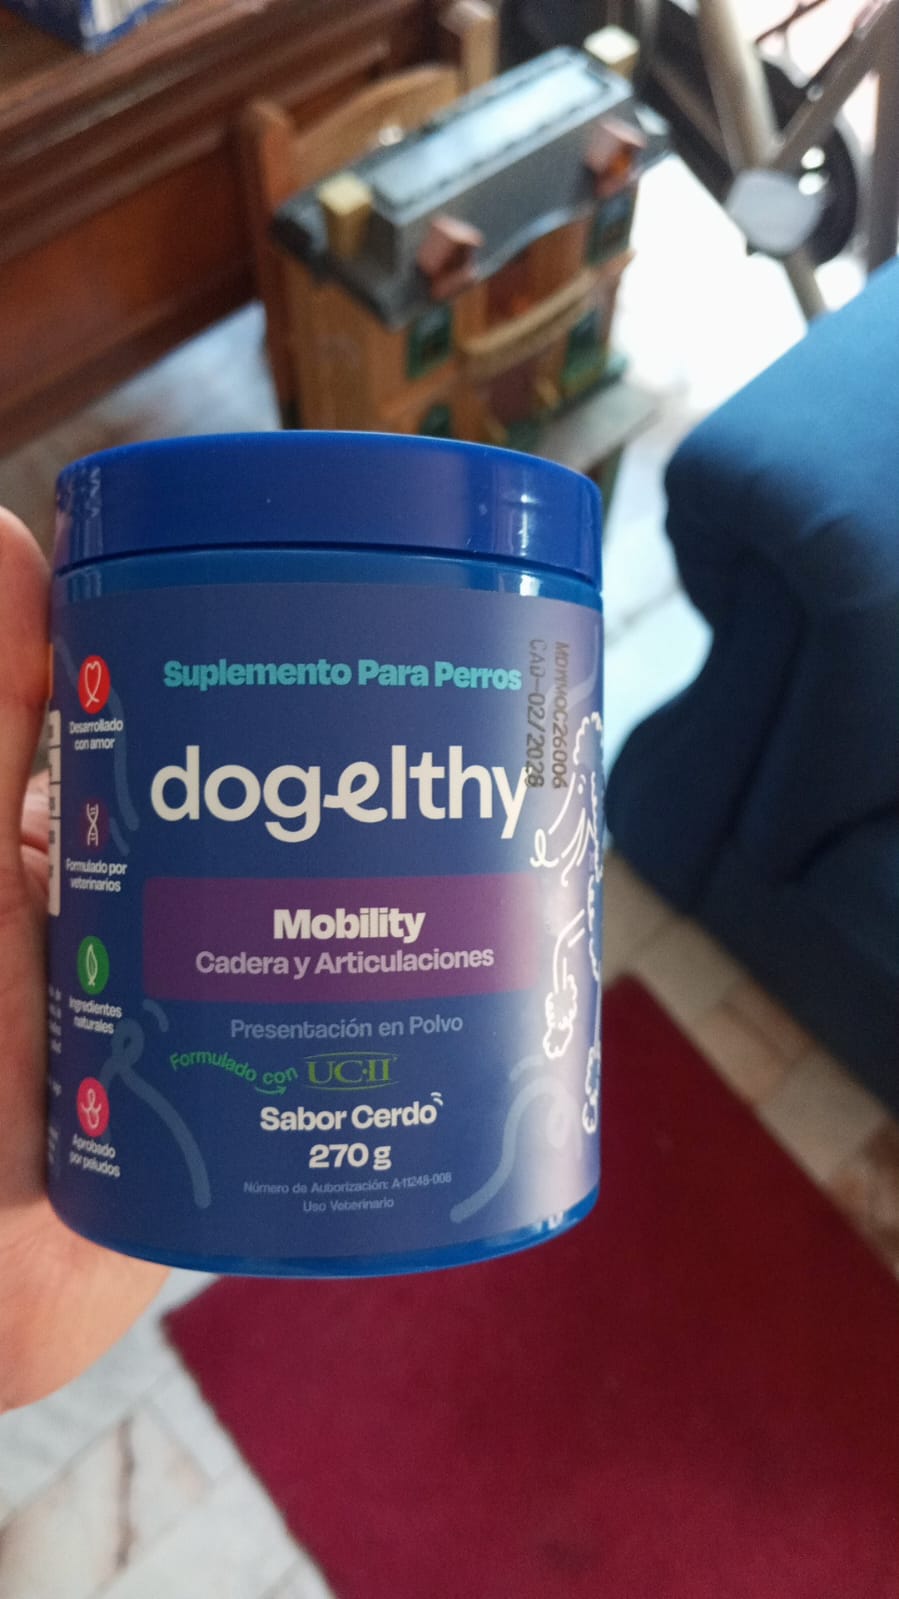 Suplemento Para Perros
MDMMOC26006
CAD-02/2028
dogelthy
Mobility
Cadera y Articulaciones
Presentación en Polvo
Formulado con UC-II
Sabor Cerdo
270 g
Número de Autorización: A-11248-008
Uso Veterinario
Desarrollado
con amor
Formulado por
veterinarios
Ingredientes
naturales
Aprobado
por peludos